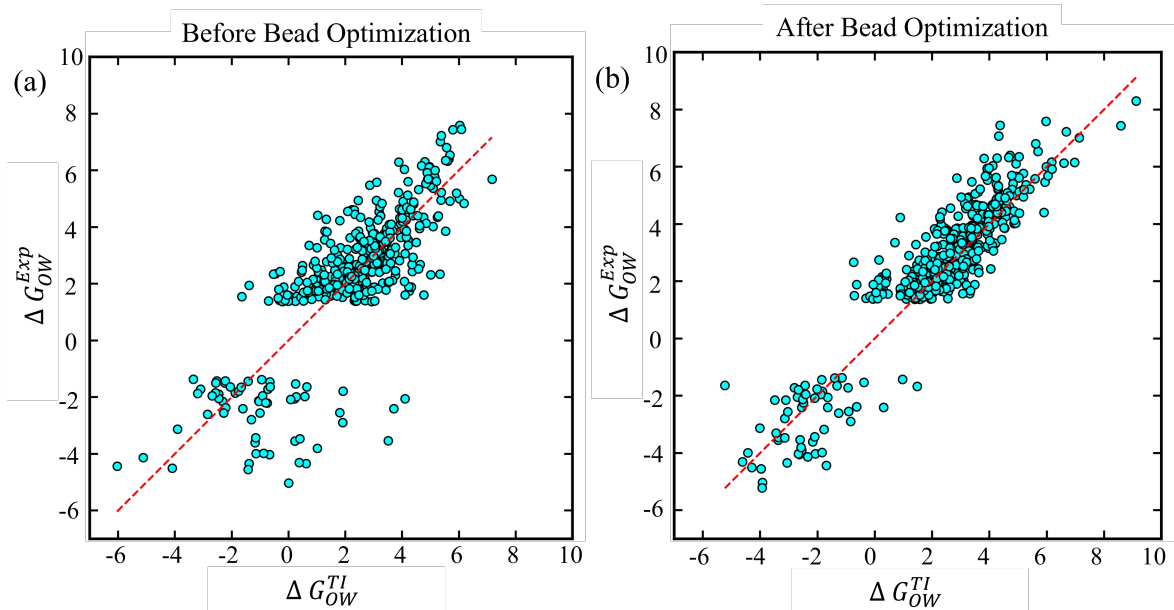 Before Bead Optimization
(a)
10
8
6
4
2
0
-2
-4
-6
-6 -4 -2 0 2 4 6 8 10
Δ G_OW^Exp
Δ G_OW^TI
After Bead Optimization
(b)
10
8
6
4
2
0
-2
-4
-6
-6 -4 -2 0 2 4 6 8 10
Δ G_OW^Exp
Δ G_OW^TI